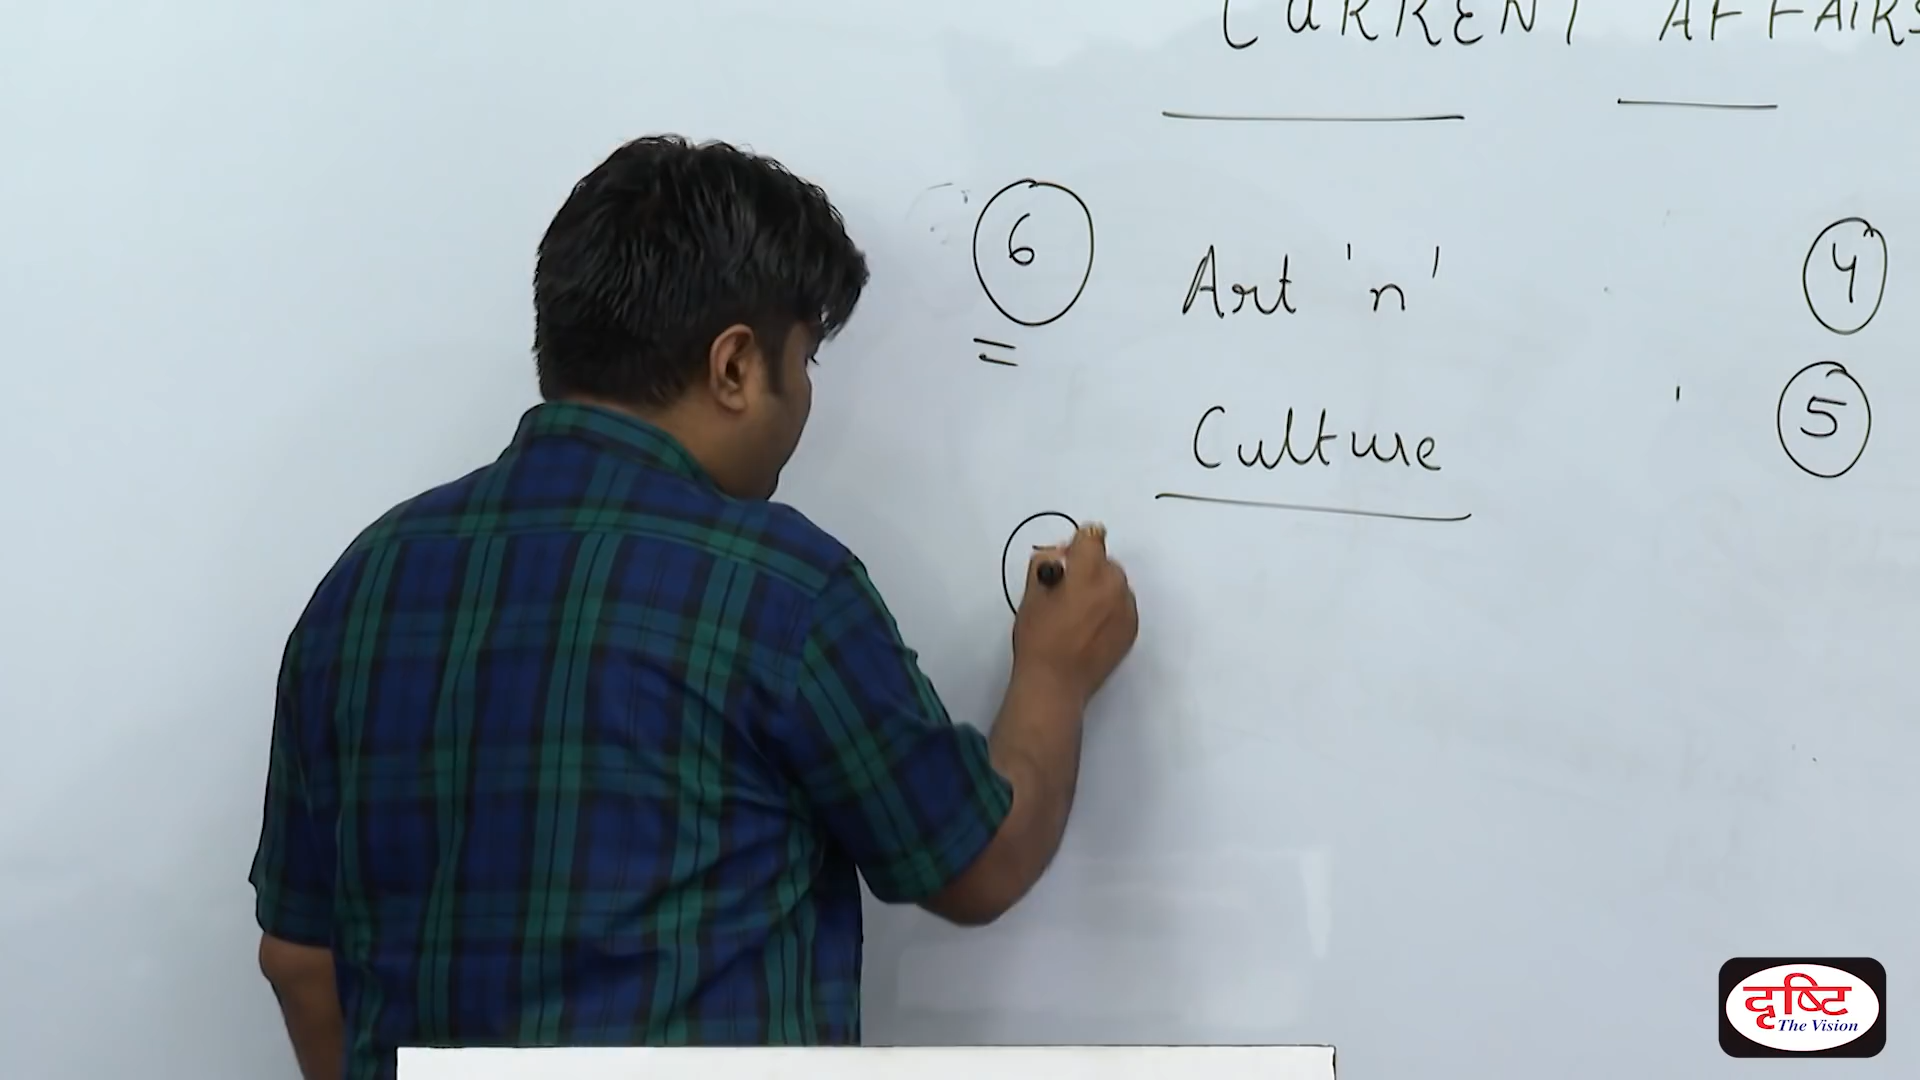 CURRENT AFFAIRS
6 Art 'n'
Culture
4
5
दृष्टि
The Vision